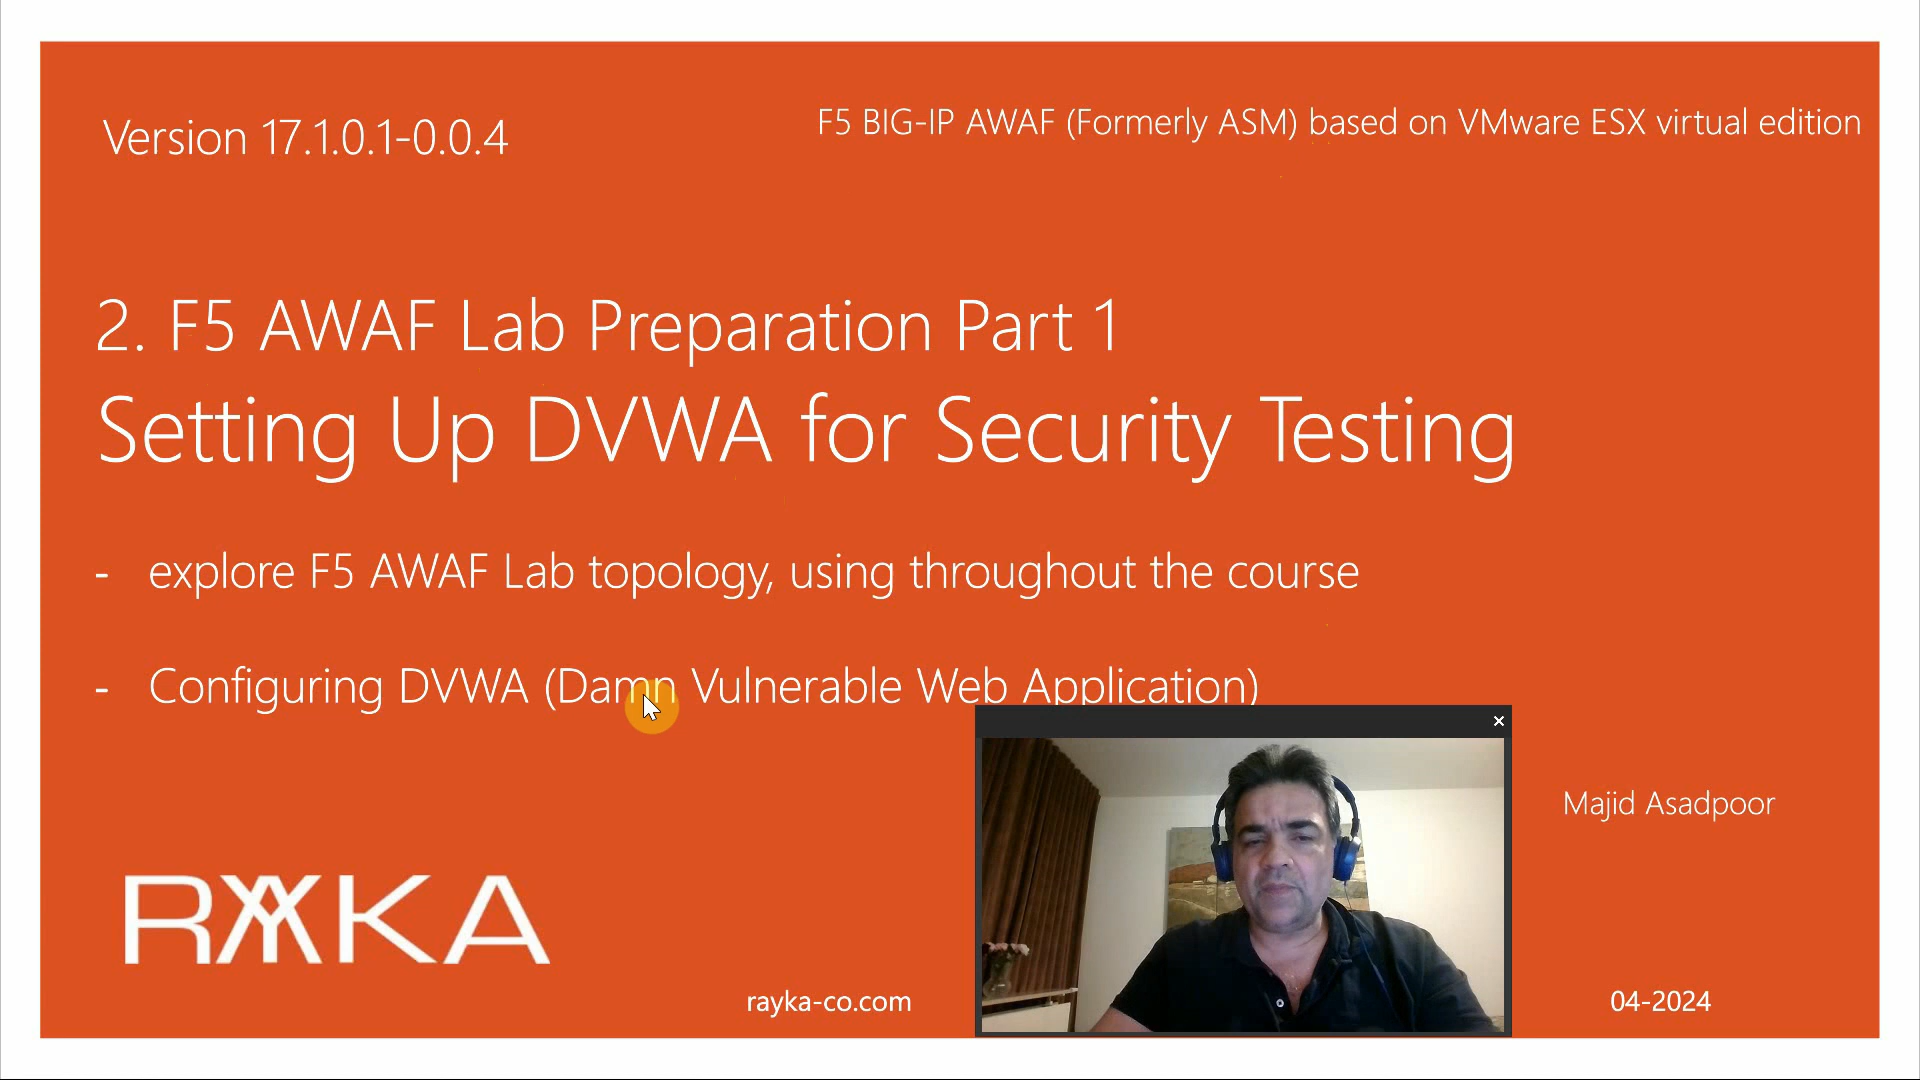 Version 17.1.0.1-0.0.4
F5 BIG-IP AWAF (Formerly ASM) based on VMware ESX virtual edition
2. F5 AWAF Lab Preparation Part 1
Setting Up DVWA for Security Testing
- explore F5 AWAF Lab topology, using throughout the course
- Configuring DVWA (Damn Vulnerable Web Application)
Majid Asadpoor
RAYKA
rayka-co.com
04-2024